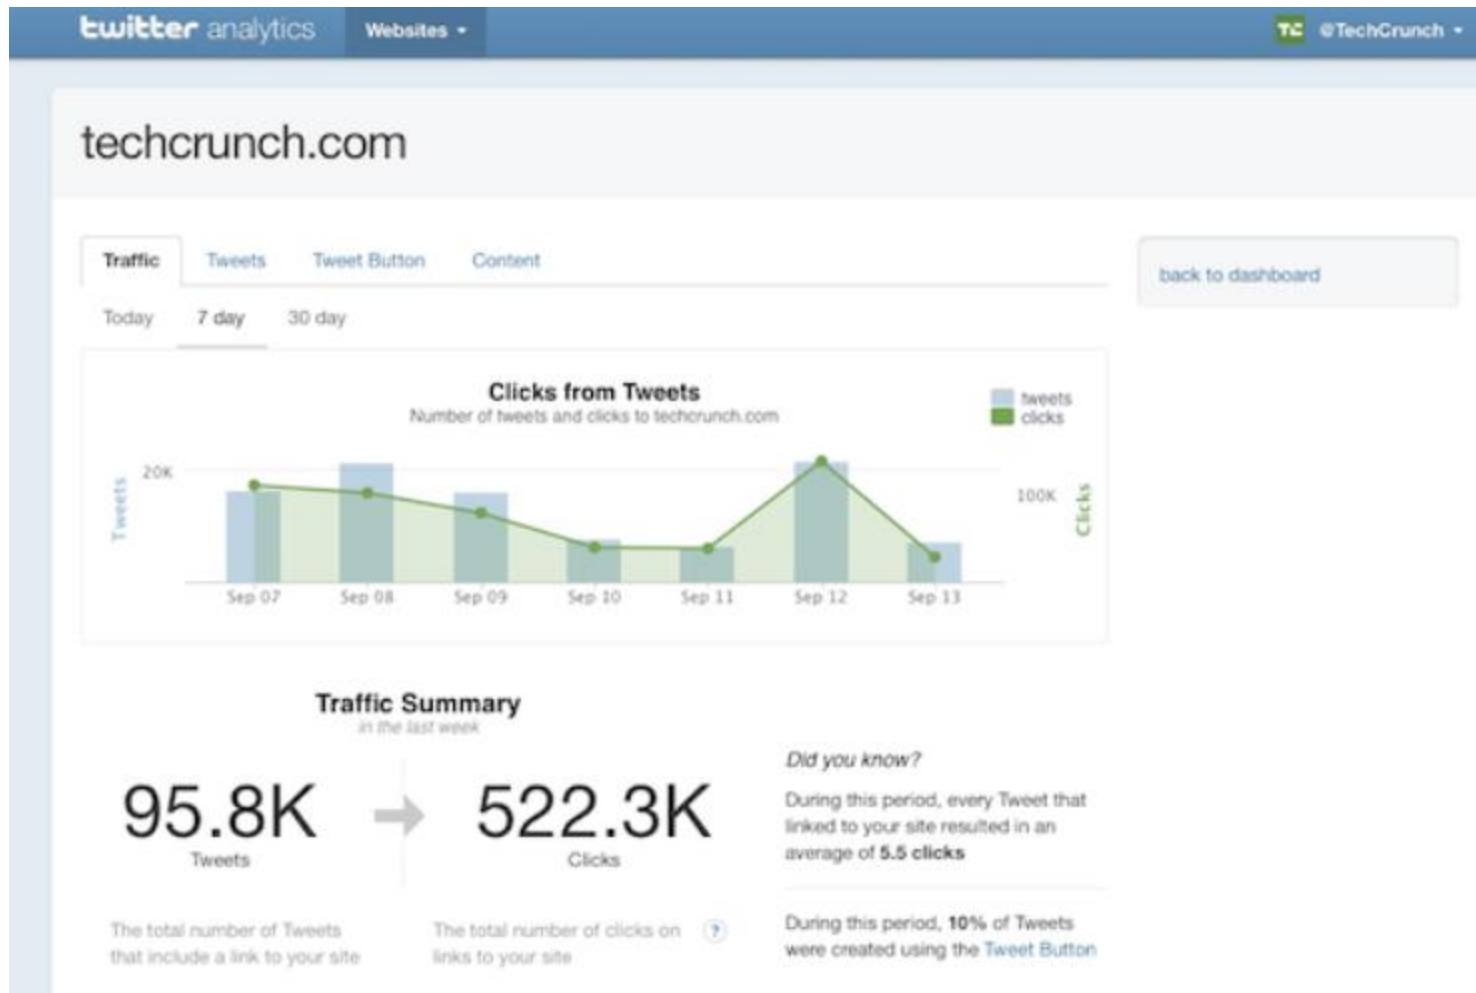 twitter analytics Websites
TC @TechCrunch
techcrunch.com
Traffic Tweets Tweet Button Content
back to dashboard
Today 7 day 30 day
Clicks from Tweets
Number of tweets and clicks to techcrunch.com
tweets
clicks
20K
Tweets
100K
Clicks
Sep 07 Sep 08 Sep 09 Sep 10 Sep 11 Sep 12 Sep 13
Traffic Summary
in the last week
95.8K
Tweets
522.3K
Clicks
The total number of Tweets
that include a link to your site
The total number of clicks on ?
links to your site
Did you know?
During this period, every Tweet that
linked to your site resulted in an
average of 5.5 clicks
During this period, 10% of Tweets
were created using the Tweet Button